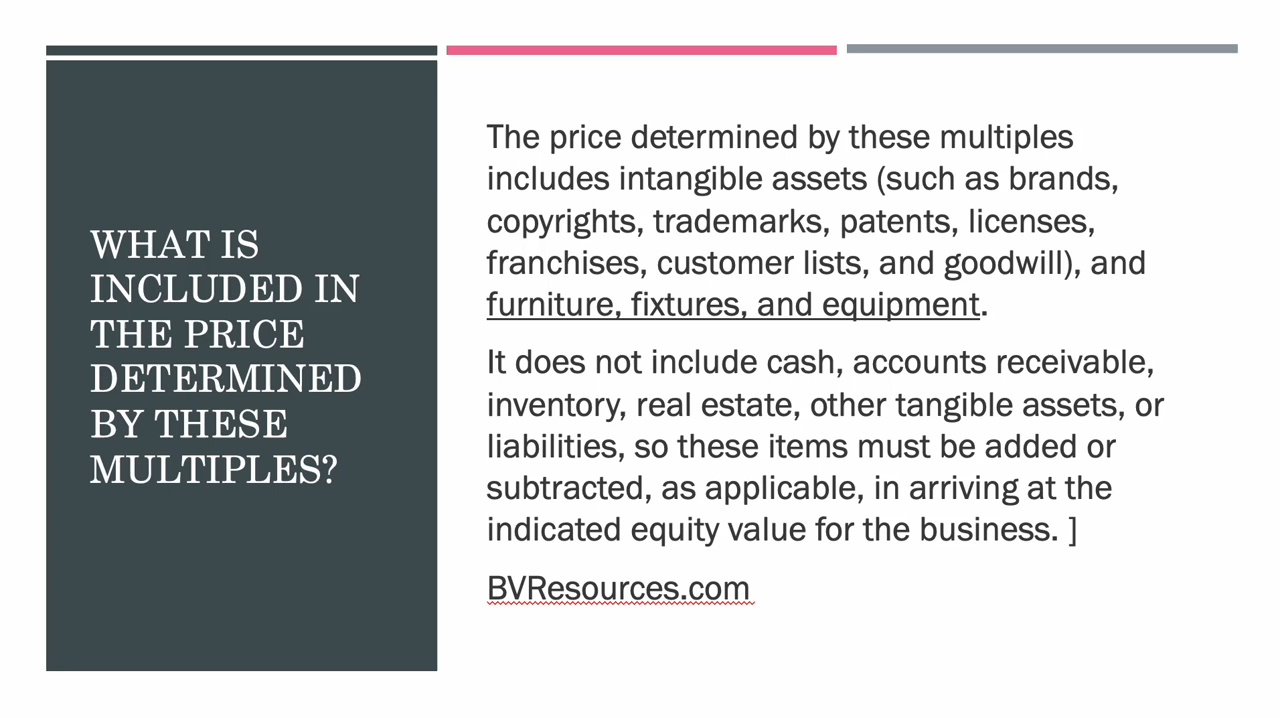 WHAT IS
INCLUDED IN
THE PRICE
DETERMINED
BY THESE
MULTIPLES?
The price determined by these multiples
includes intangible assets (such as brands,
copyrights, trademarks, patents, licenses,
franchises, customer lists, and goodwill), and
furniture, fixtures, and equipment.
It does not include cash, accounts receivable,
inventory, real estate, other tangible assets, or
liabilities, so these items must be added or
subtracted, as applicable, in arriving at the
indicated equity value for the business. ]
BVResources.com